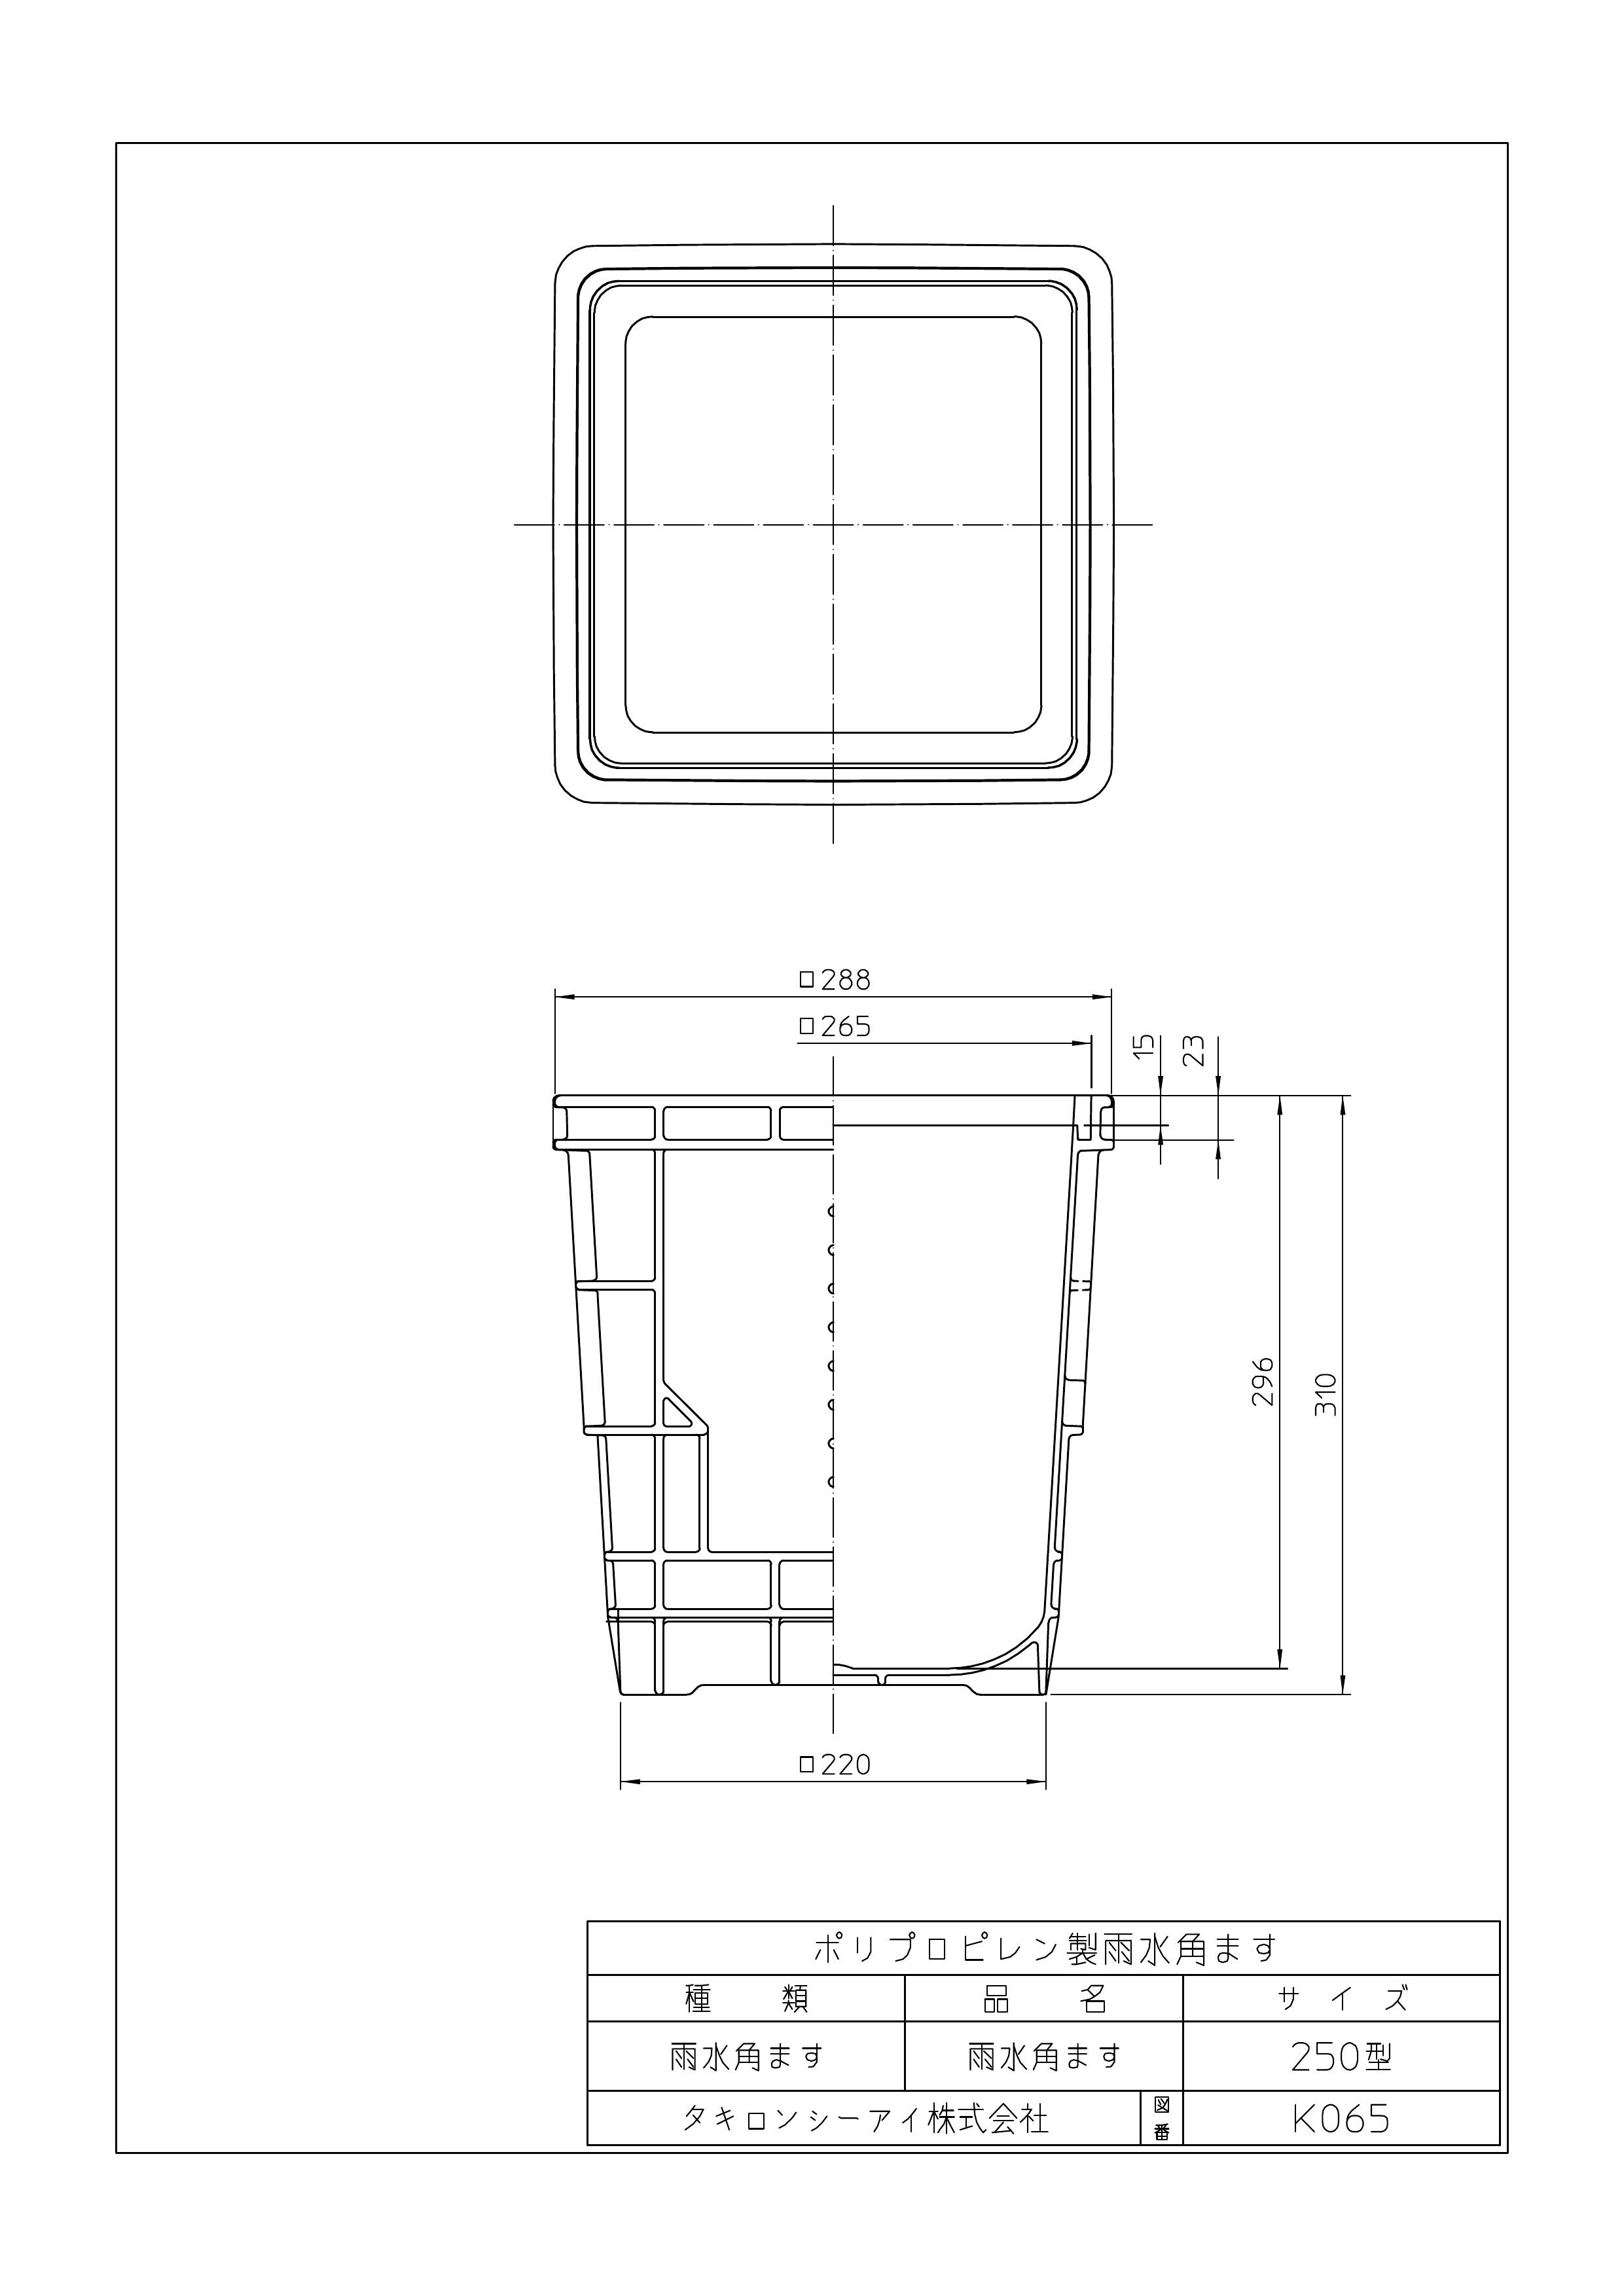 □288
□265
15
23
296
310
□220
ポリプロピレン製雨水角ます
種類 品名 サイズ
雨水角ます 雨水角ます 250型
タキロンシーアイ株式会社 図番 K065